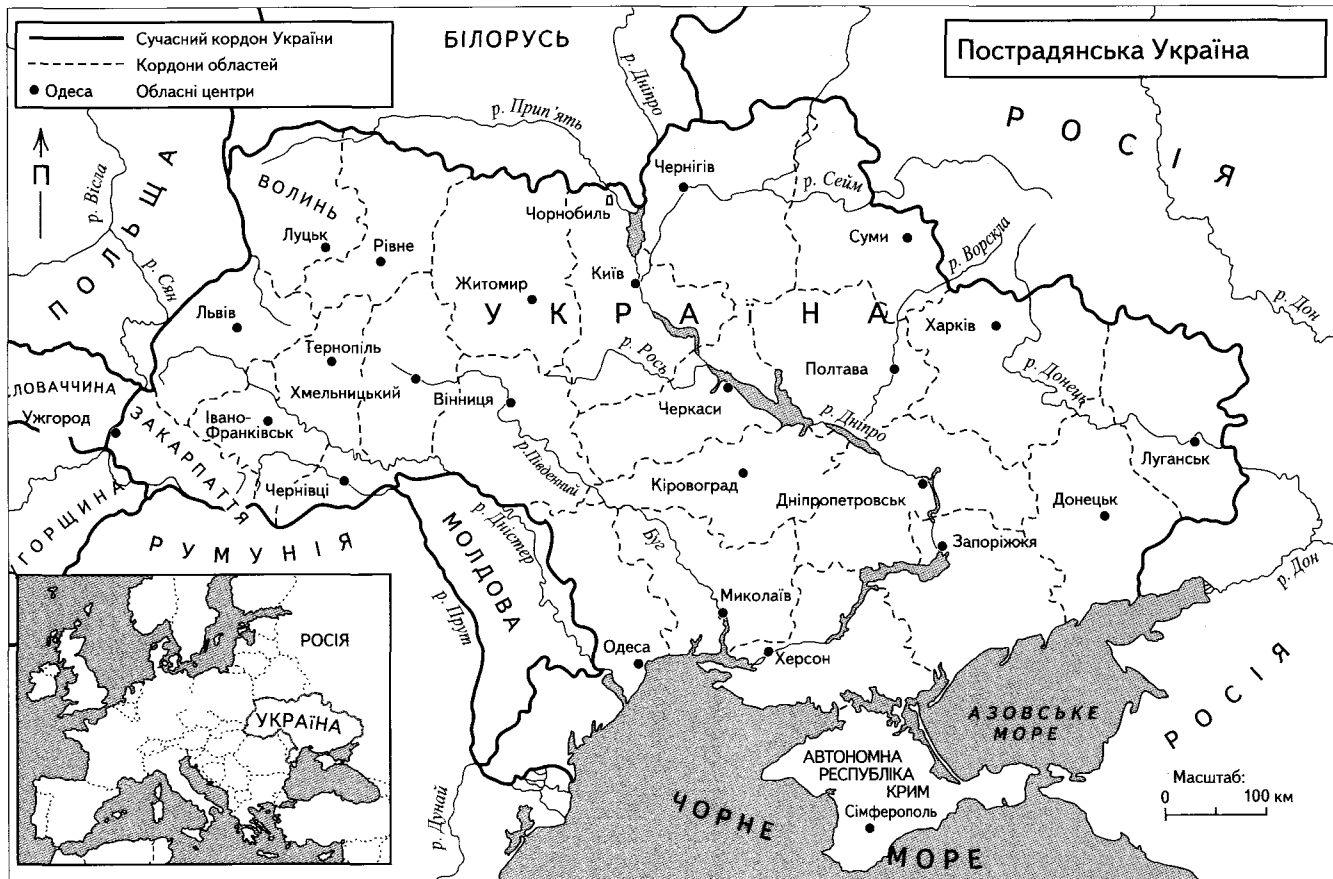 Сучасний кордон України
Кордони областей
Одеса Обласні центри
Пострадянська Україна
П
БІЛОРУСЬ
РОСІЯ
ПОЛЬЩА
р. Вісла
р. Сян
р. Прип'ять
р. Дніпро
Чернігів
р. Сейм
ВОЛИНЬ
Чорнобиль
Луцьк
Рівне
Суми
р. Ворскла
Київ
Житомир
УКРАЇНА
р. Дон
Львів
Харків
Тернопіль
р. Рось
Полтава
р. Донець
ЛОВАЧЧИНА
Хмельницький
Вінниця
Черкаси
Ужгород
ЗАКАРПАТТЯ
Івано-
Франківськ
р. Дніпро
Луганськ
р. Південний
Буг
Кіровоград
Дніпропетровськ
Донецьк
Чернівці
ГОРЩИНА
РУМУНІЯ
МОЛДОВА
р. Дністер
Запоріжжя
р. Дон
р. Прут
Миколаїв
Одеса
Херсон
РОСІЯ
АЗОВСЬКЕ
МОРЕ
АВТОНОМНА
РЕСПУБЛІКА
КРИМ
Сімферополь
Масштаб:
0 100 км
р. Дунай
ЧОРНЕ
МОРЕ
РОСІЯ
УКРАЇНА